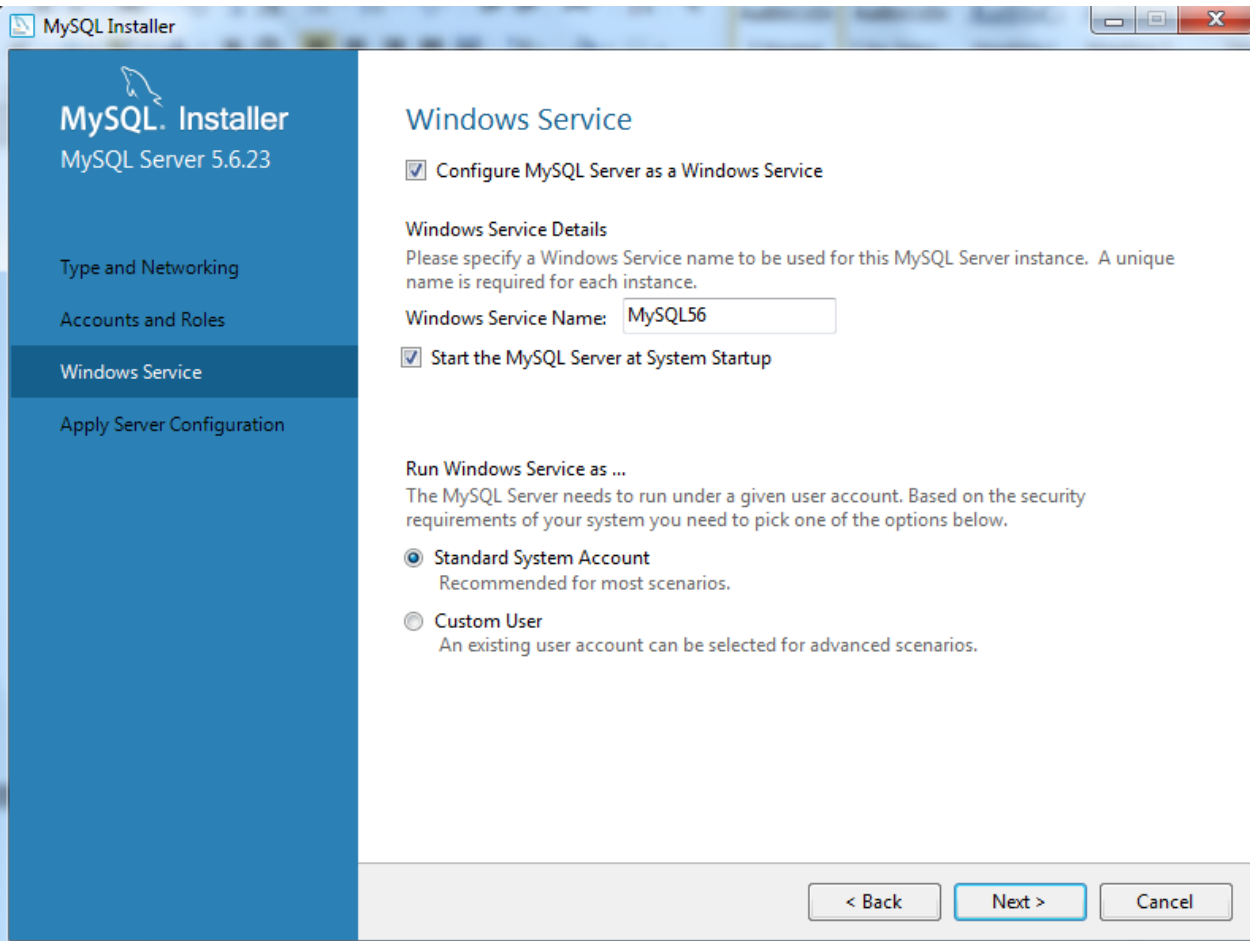 MySQL Installer
MySQL. Installer
MySQL Server 5.6.23
Type and Networking
Accounts and Roles
Windows Service
Apply Server Configuration
Windows Service
Configure MySQL Server as a Windows Service
Windows Service Details
Please specify a Windows Service name to be used for this MySQL Server instance. A unique
name is required for each instance.
Windows Service Name: MySQL56
Start the MySQL Server at System Startup
Run Windows Service as ...
The MySQL Server needs to run under a given user account. Based on the security
requirements of your system you need to pick one of the options below.
Standard System Account
Recommended for most scenarios.
Custom User
An existing user account can be selected for advanced scenarios.
< Back Next > Cancel